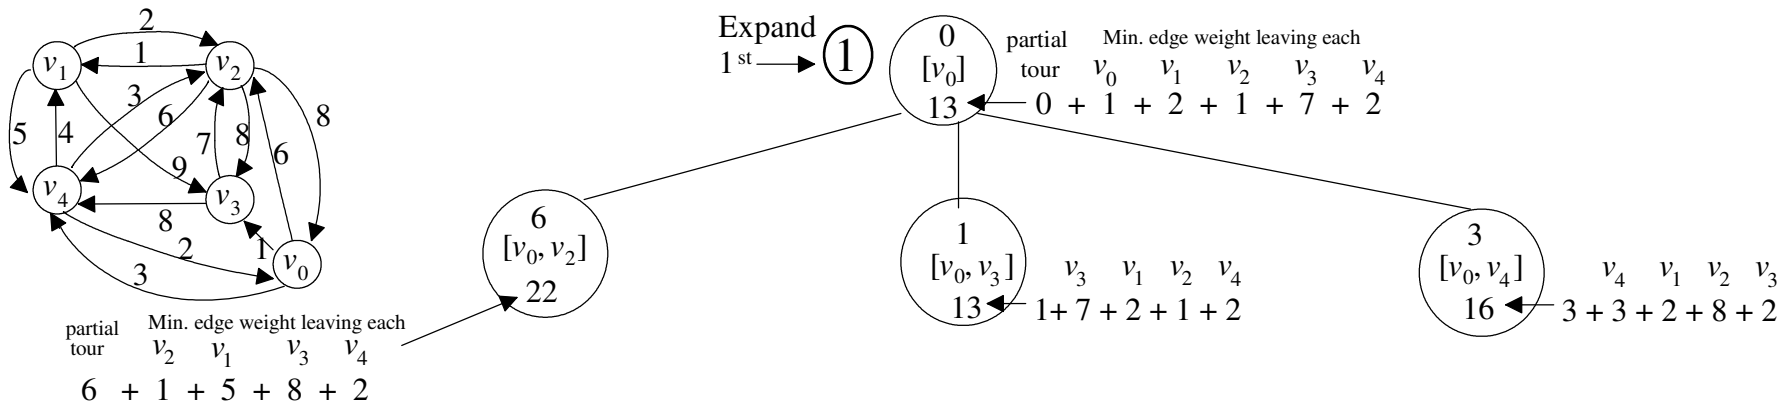 Expand
1 st
1
0
[v0]
13
partial
tour
Min. edge weight leaving each
v0 v1 v2 v3 v4
0 + 1 + 2 + 1 + 7 + 2
2
v1
1
v2
3
6
8
5
4
7
8
6
9
v4
v3
8
2
1
v0
3
6
[v0, v2]
22
1
[v0, v3]
13
v3 v1 v2 v4
1+ 7 + 2 + 1 + 2
3
[v0, v4]
16
v4 v1 v2 v3
3 + 3 + 2 + 8 + 2
partial
tour
Min. edge weight leaving each
v2 v1 v3 v4
6 + 1 + 5 + 8 + 2